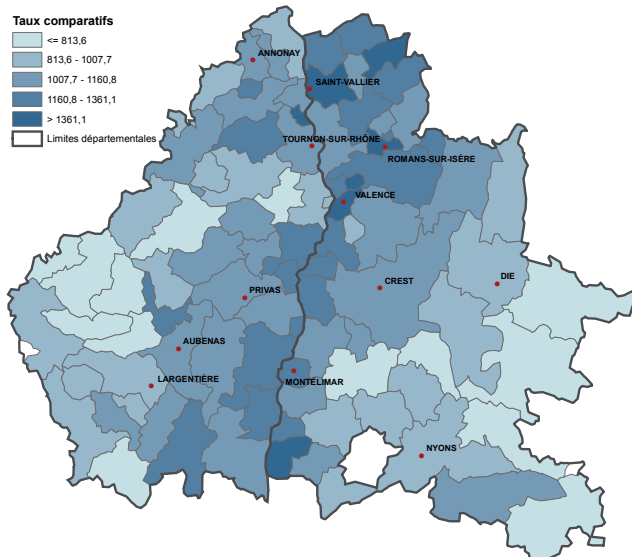 Taux comparatifs
<= 813,6
813,6 - 1007,7
1007,7 - 1160,8
1160,8 - 1361,1
> 1361,1
Limites départementales
ANNONAY
SAINT-VALLIER
TOURNON-SUR-RHÔNE
ROMANS-SUR-ISÈRE
VALENCE
CREST
DIE
PRIVAS
AUBENAS
LARGENTIÈRE
MONTÉLIMAR
NYONS